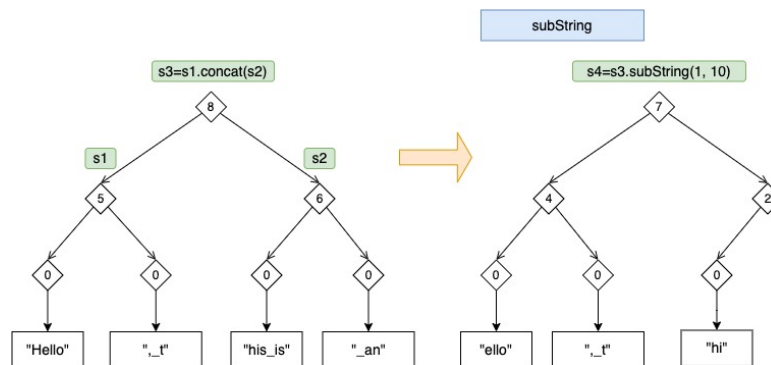 subString
s3=s1.concat(s2)
s4=s3.subString(1, 10)
8
7
s1
s2
5
6
4
2
0
0
0
0
0
0
0
"Hello"
",_t"
"his_is"
"_an"
"ello"
",_t"
"hi"